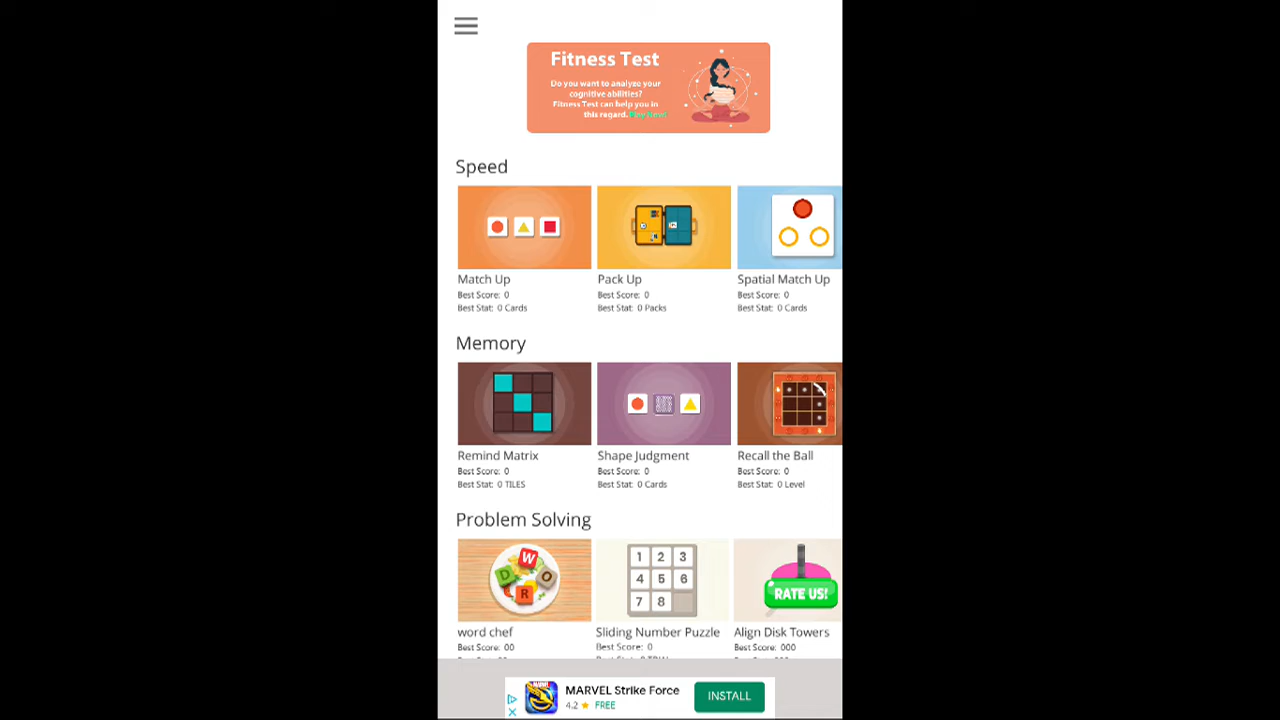 Fitness Test
Do you want to analyze your
cognitive abilities?
Fitness Test can help you in
this regard. Play Now!
Speed
Match Up
Best Score: 0
Best Stat: 0 Cards
Pack Up
Best Score: 0
Best Stat: 0 Packs
Spatial Match Up
Best Score: 0
Best Stat: 0 Cards
Memory
Remind Matrix
Best Score: 0
Best Stat: 0 TILES
Shape Judgment
Best Score: 0
Best Stat: 0 Cards
Recall the Ball
Best Score: 0
Best Stat: 0 Level
Problem Solving
W
D O
R
word chef
Best Score: 00
1 2 3
4 5 6
7 8
Sliding Number Puzzle
Best Score: 0
RATE US!
Align Disk Towers
Best Score: 000
MARVEL Strike Force
4.2 FREE
INSTALL